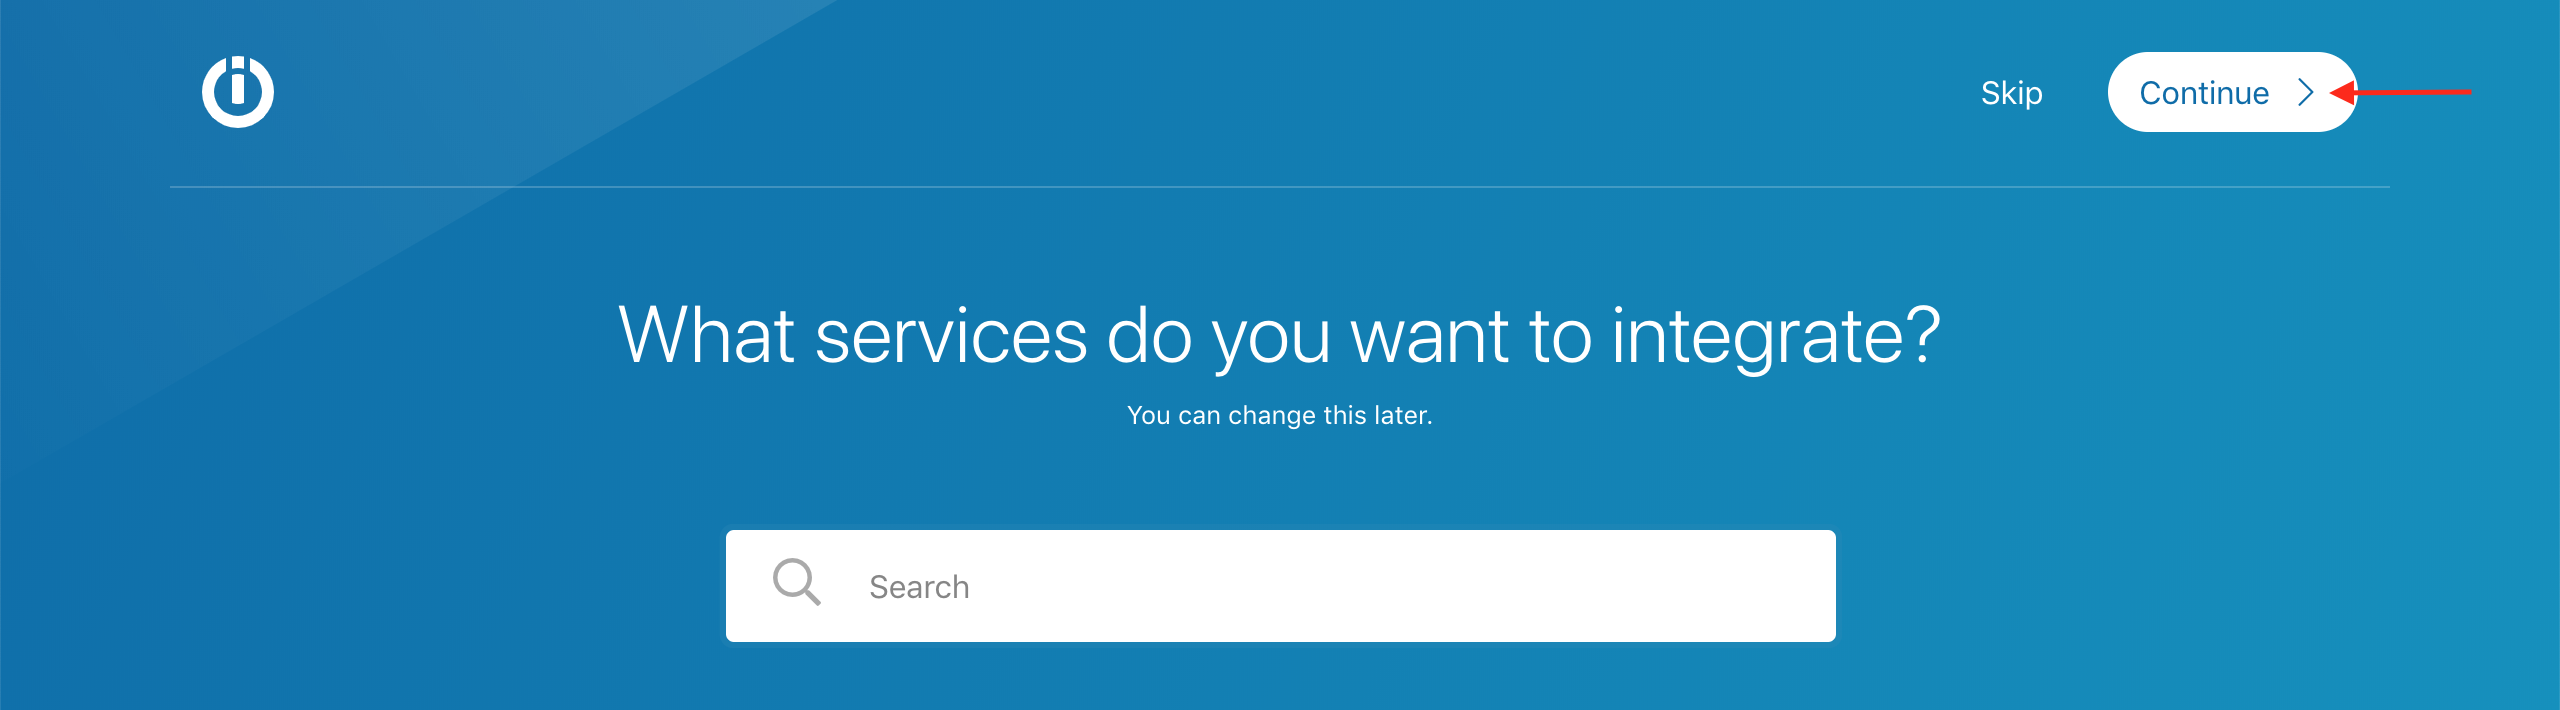 Skip
Continue
What services do you want to integrate?
You can change this later.
Search